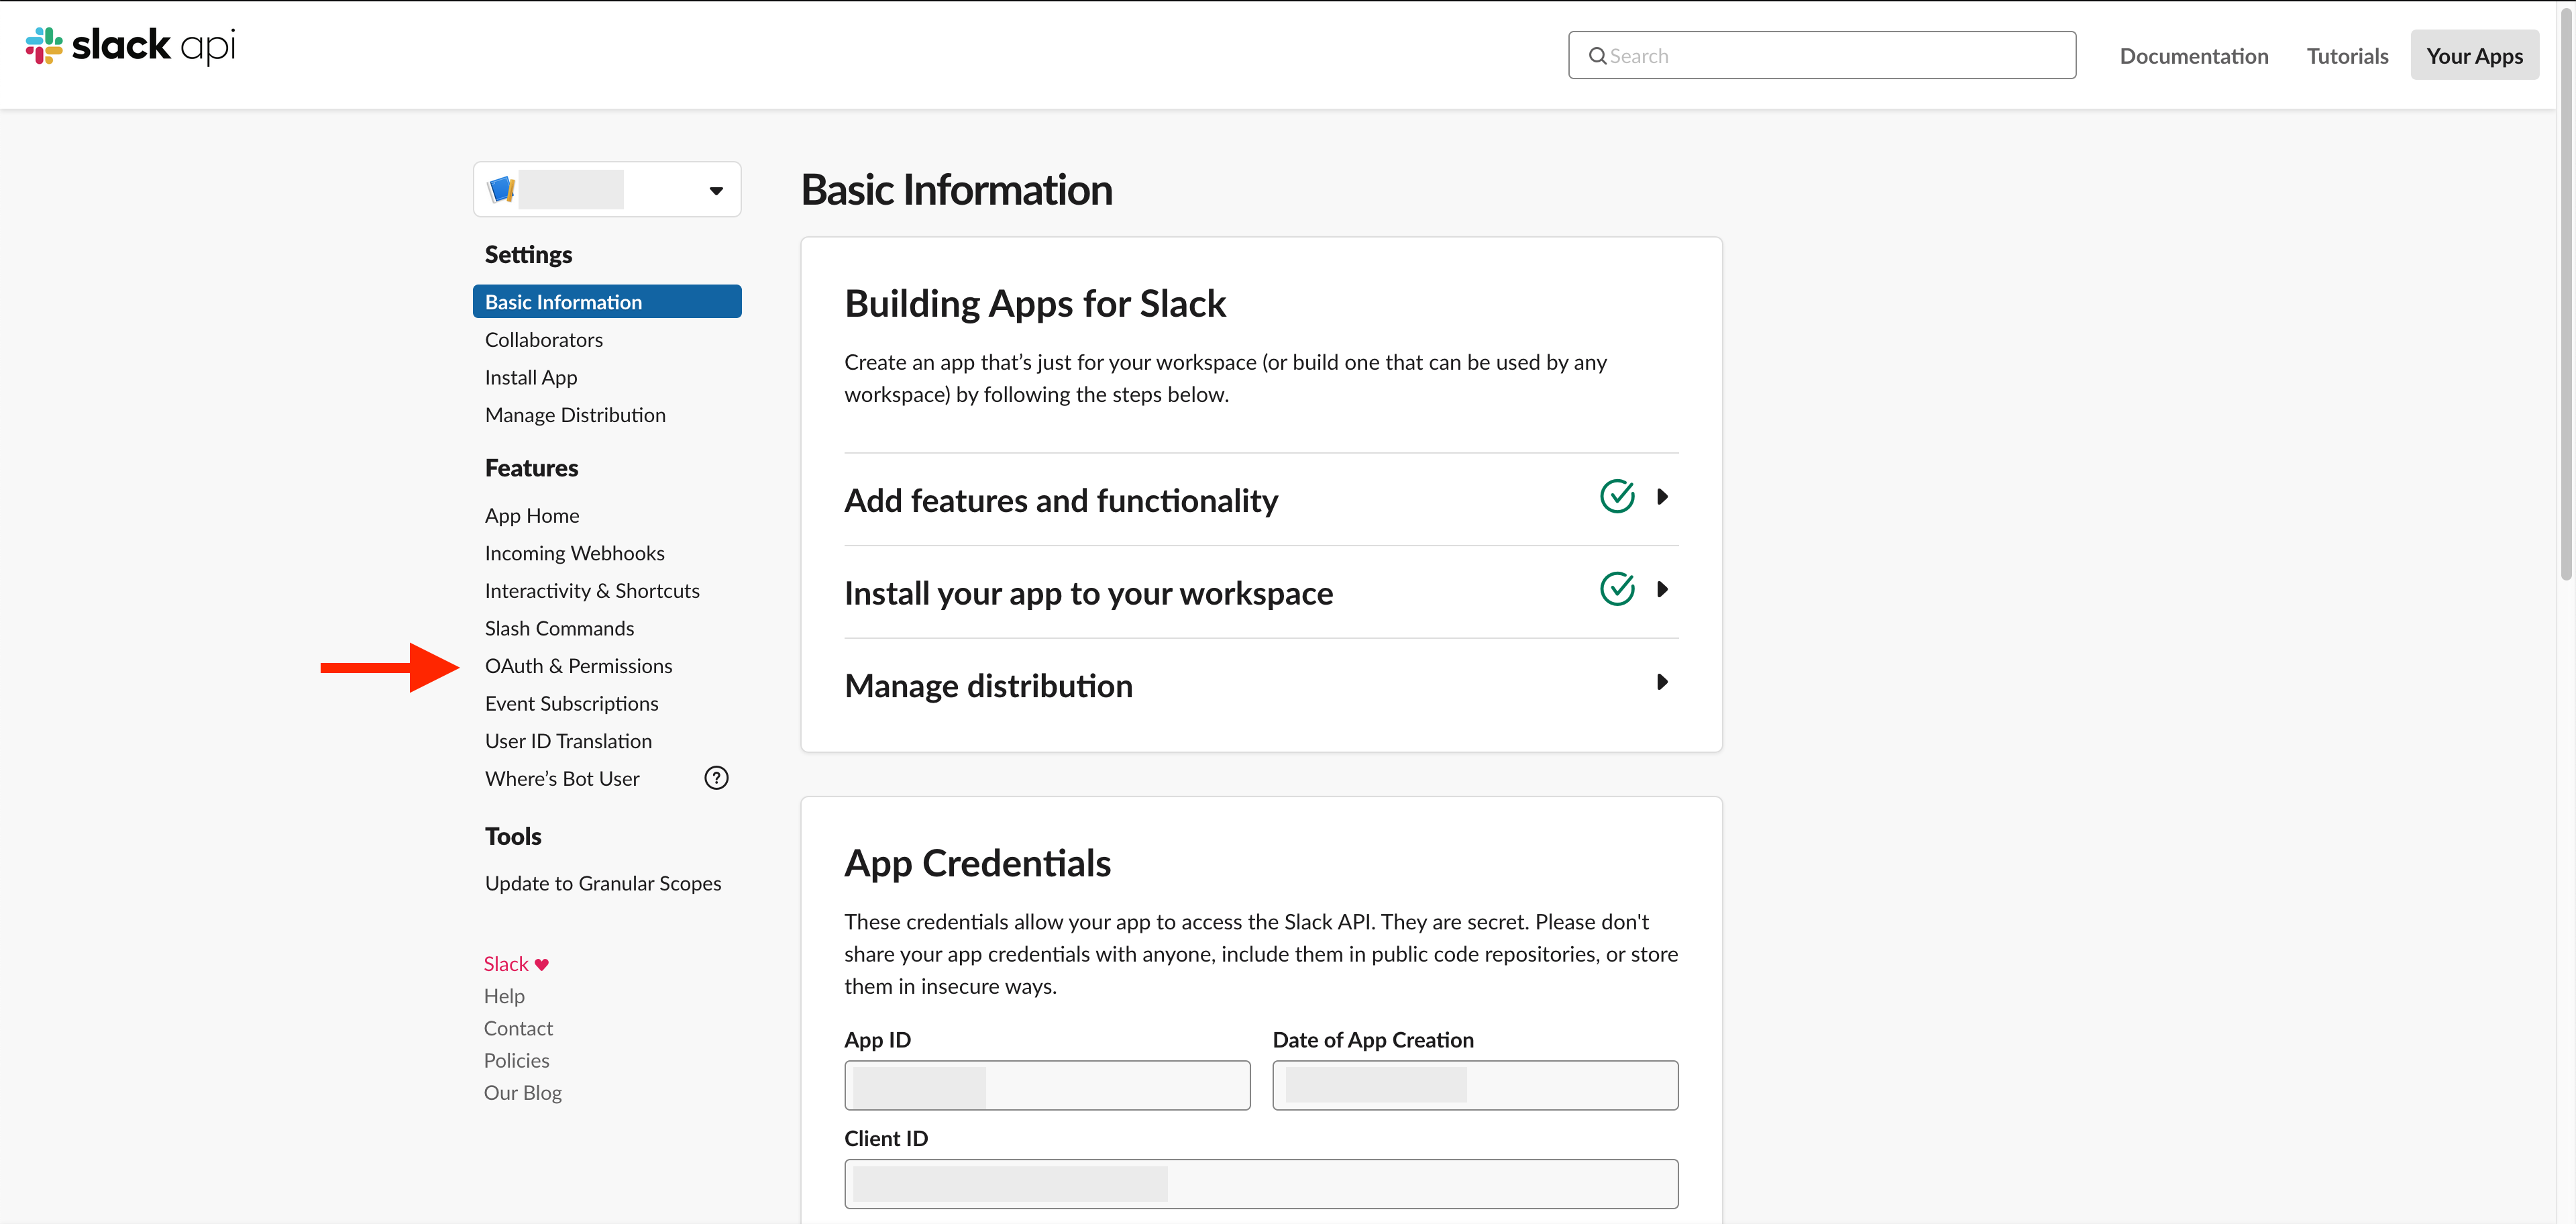 slack api
Search
Documentation
Tutorials
Your Apps
Settings
Basic Information
Collaborators
Install App
Manage Distribution
Features
App Home
Incoming Webhooks
Interactivity & Shortcuts
Slash Commands
OAuth & Permissions
Event Subscriptions
User ID Translation
Where’s Bot User
?
Tools
Update to Granular Scopes
Slack ♥
Help
Contact
Policies
Our Blog
Basic Information
Building Apps for Slack
Create an app that’s just for your workspace (or build one that can be used by any
workspace) by following the steps below.
Add features and functionality
Install your app to your workspace
Manage distribution
App Credentials
These credentials allow your app to access the Slack API. They are secret. Please don't
share your app credentials with anyone, include them in public code repositories, or store
them in insecure ways.
App ID
Date of App Creation
Client ID